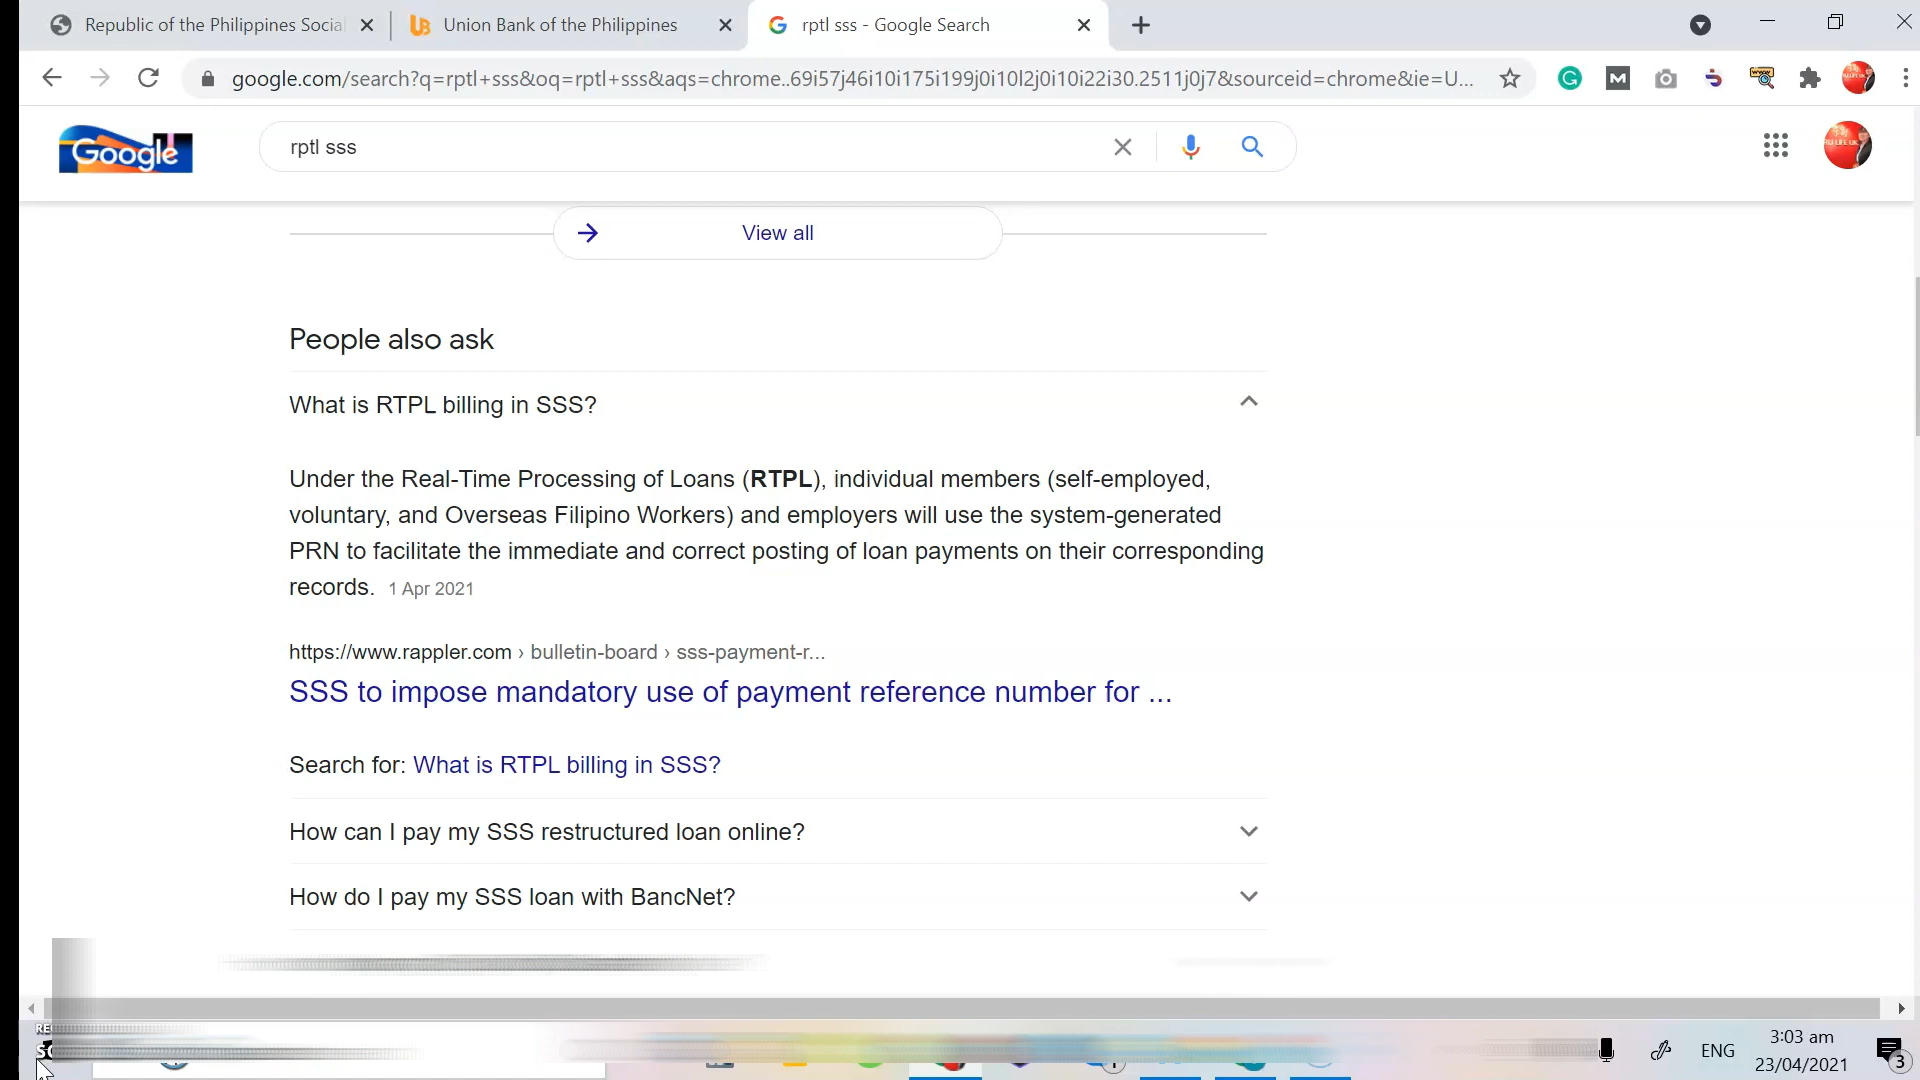 Republic of the Philippines Social
Union Bank of the Philippines
rptl sss - Google Search
google.com/search?q=rptl+sss&oq=rptl+sss&aqs=chrome..69i57j46i10i175i199j0i10l2j0i10i22i30.2511j0j7&sourceid=chrome&ie=U...
Google
rptl sss
View all
People also ask
What is RTPL billing in SSS?
Under the Real-Time Processing of Loans (RTPL), individual members (self-employed,
voluntary, and Overseas Filipino Workers) and employers will use the system-generated
PRN to facilitate the immediate and correct posting of loan payments on their corresponding
records. 1 Apr 2021
https://www.rappler.com › bulletin-board › sss-payment-r...
SSS to impose mandatory use of payment reference number for ...
Search for: What is RTPL billing in SSS?
How can I pay my SSS restructured loan online?
How do I pay my SSS loan with BancNet?
ENG
3:03 am
23/04/2021
3